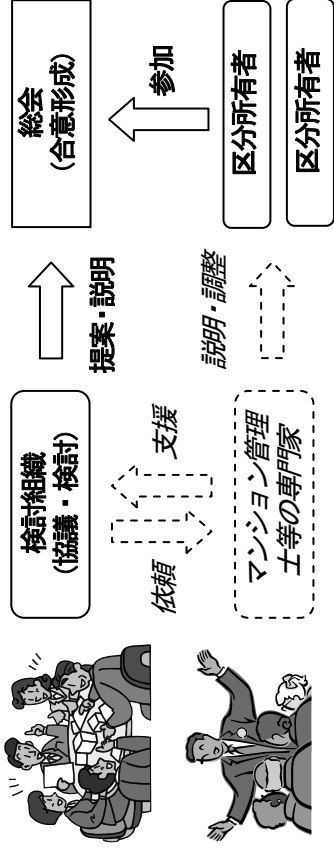 検討組織
(協議・検討)
提案・説明
総会
(合意形成)
依頼
支援
参加
マンション管理
士等の専門家
説明・調整
区分所有者
区分所有者